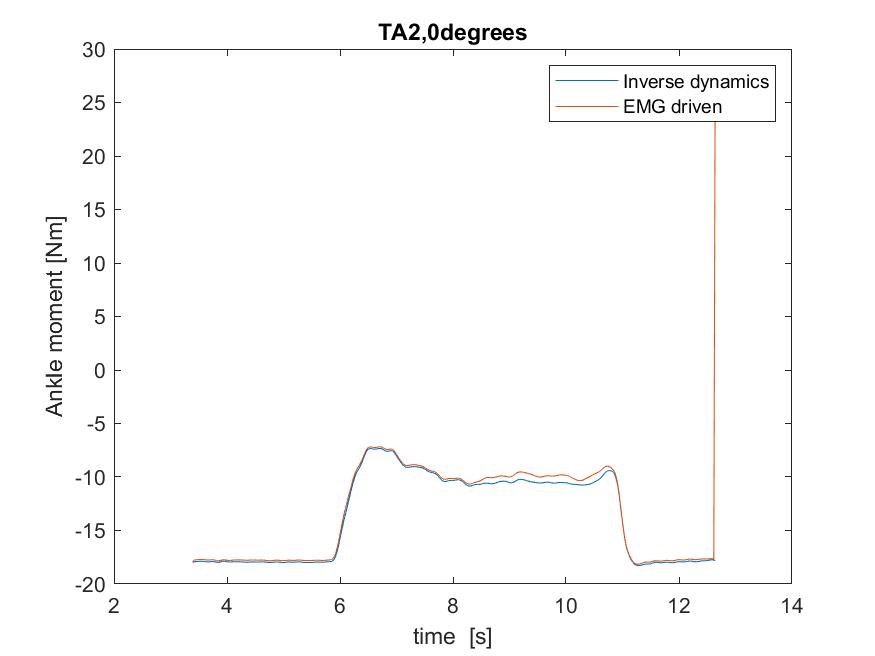 TA2,0degrees
30
25
20
15
10
5
0
-5
-10
-15
-20
Ankle moment [Nm]
Inverse dynamics
EMG driven
2 4 6 8 10 12 14
time [s]